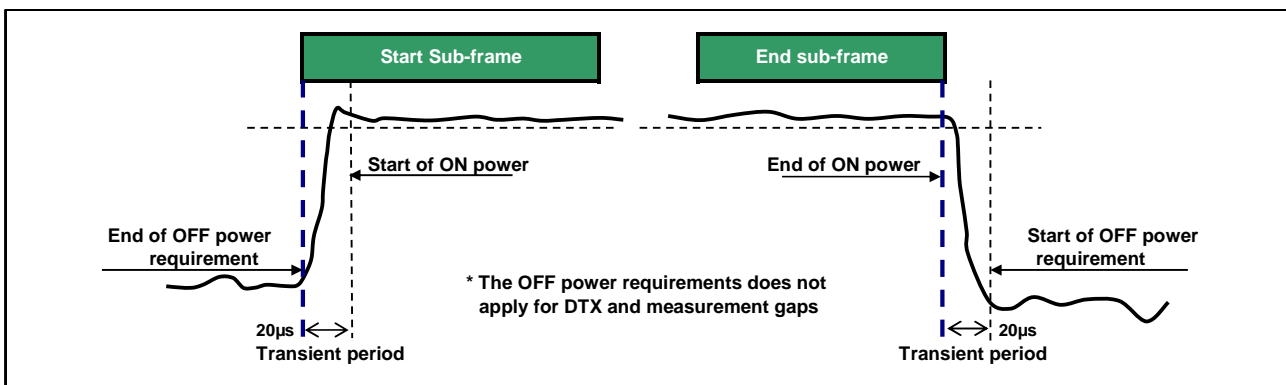 Start Sub-frame
End sub-frame
Start of ON power
End of ON power
End of OFF power
requirement
Start of OFF power
requirement
* The OFF power requirements does not
apply for DTX and measurement gaps
20µs
Transient period
20µs
Transient period